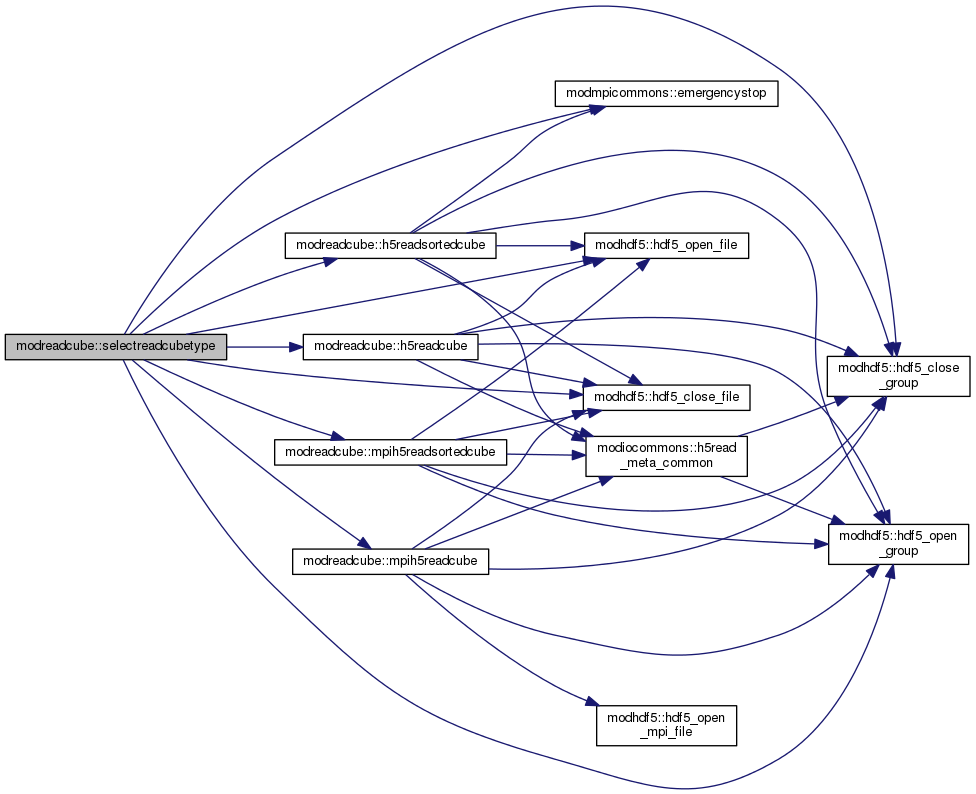 modmpicommons::emergencystop
modreadcube::h5readsortedcube
modhdf5::hdf5_open_file
modreadcube::selectreadcubetype
modreadcube::h5readcube
modhdf5::hdf5_close
_group
modhdf5::hdf5_close_file
modreadcube::mpih5readsortedcube
modiocommons::h5read
_meta_common
modhdf5::hdf5_open
_group
modreadcube::mpih5readcube
modhdf5::hdf5_open
_mpi_file